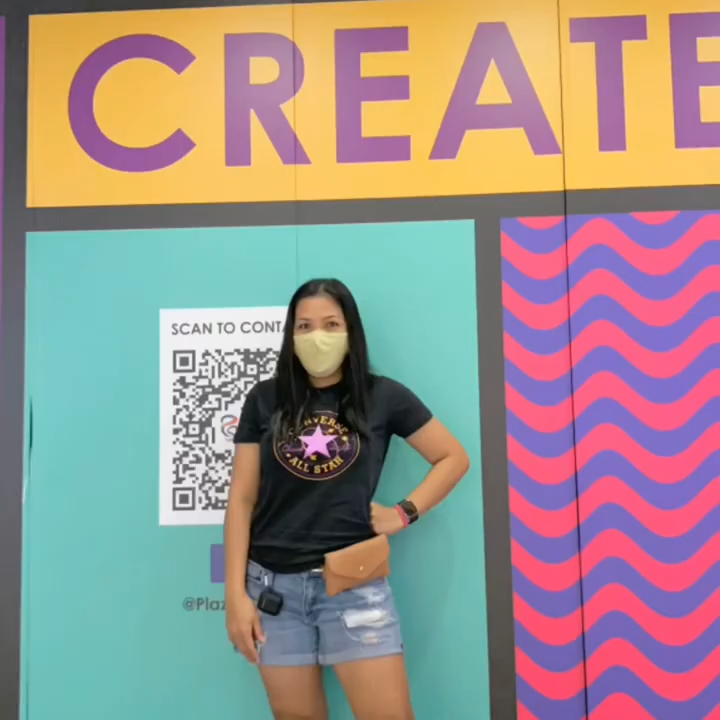 CREATE
SCAN TO CONTA
CONVERSE
ALL STAR
@Plaz